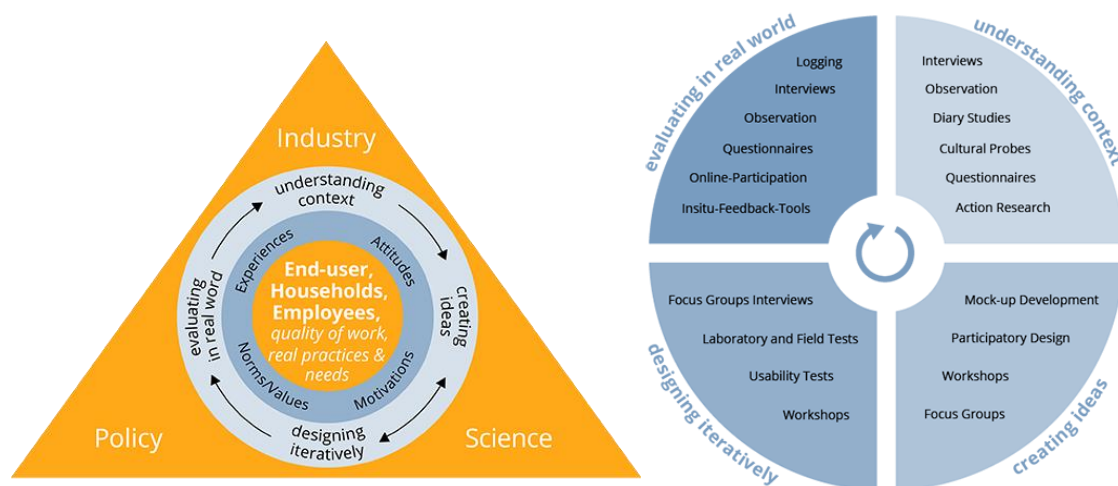 Industry
understanding
context
Experiences
Attitudes
evaluating
in real word
End-user,
Households,
Employees,
quality of work,
real practices &
needs
creating
ideas
Norms/Values
Motivations
designing
iteratively
Policy
Science
evaluating in real world
Logging
Interviews
Observation
Questionnaires
Online-Participation
Insitu-Feedback-Tools
understanding context
Interviews
Observation
Diary Studies
Cultural Probes
Questionnaires
Action Research
designing iteratively
Focus Groups Interviews
Laboratory and Field Tests
Usability Tests
Workshops
Mock-up Development
Participatory Design
Workshops
Focus Groups
creating ideas